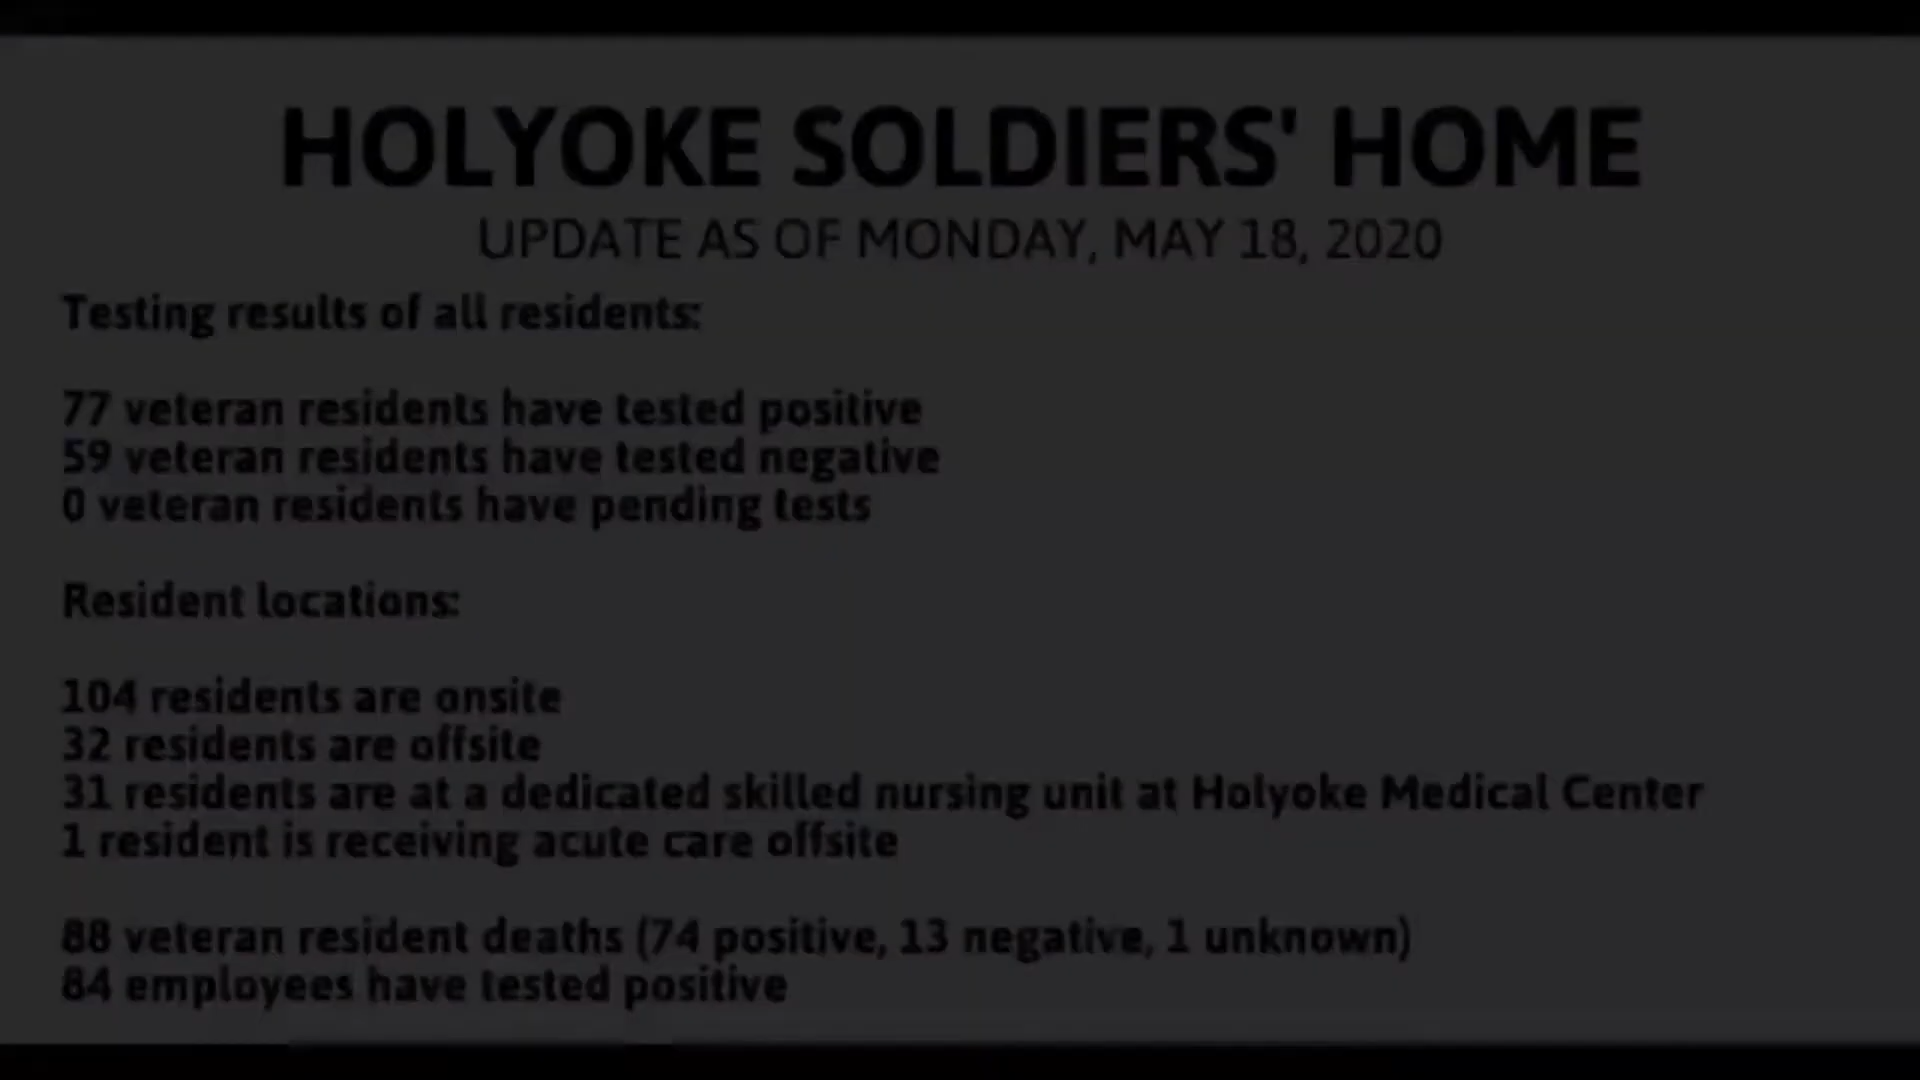 HOLYOKE SOLDIERS' HOME
UPDATE AS OF MONDAY, MAY 18, 2020
Testing results of all residents:
77 veteran residents have tested positive
59 veteran residents have tested negative
0 veteran residents have pending tests
Resident locations:
104 residents are onsite
32 residents are offsite
31 residents are at a dedicated skilled nursing unit at Holyoke Medical Center
1 resident is receiving acute care offsite
88 veteran resident deaths (74 positive, 13 negative, 1 unknown)
84 employees have tested positive